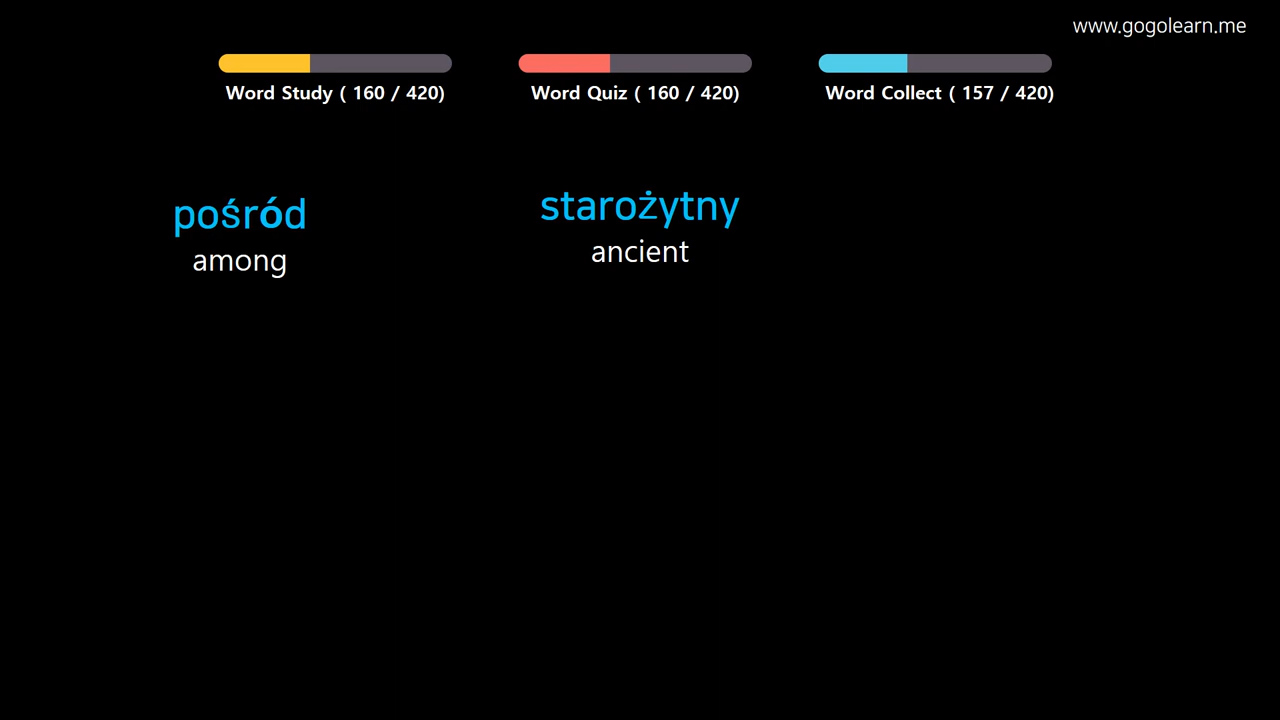 www.gogolearn.me
Word Study ( 160 / 420)
Word Quiz ( 160 / 420)
Word Collect ( 157 / 420)
pośród
among
starożytny
ancient